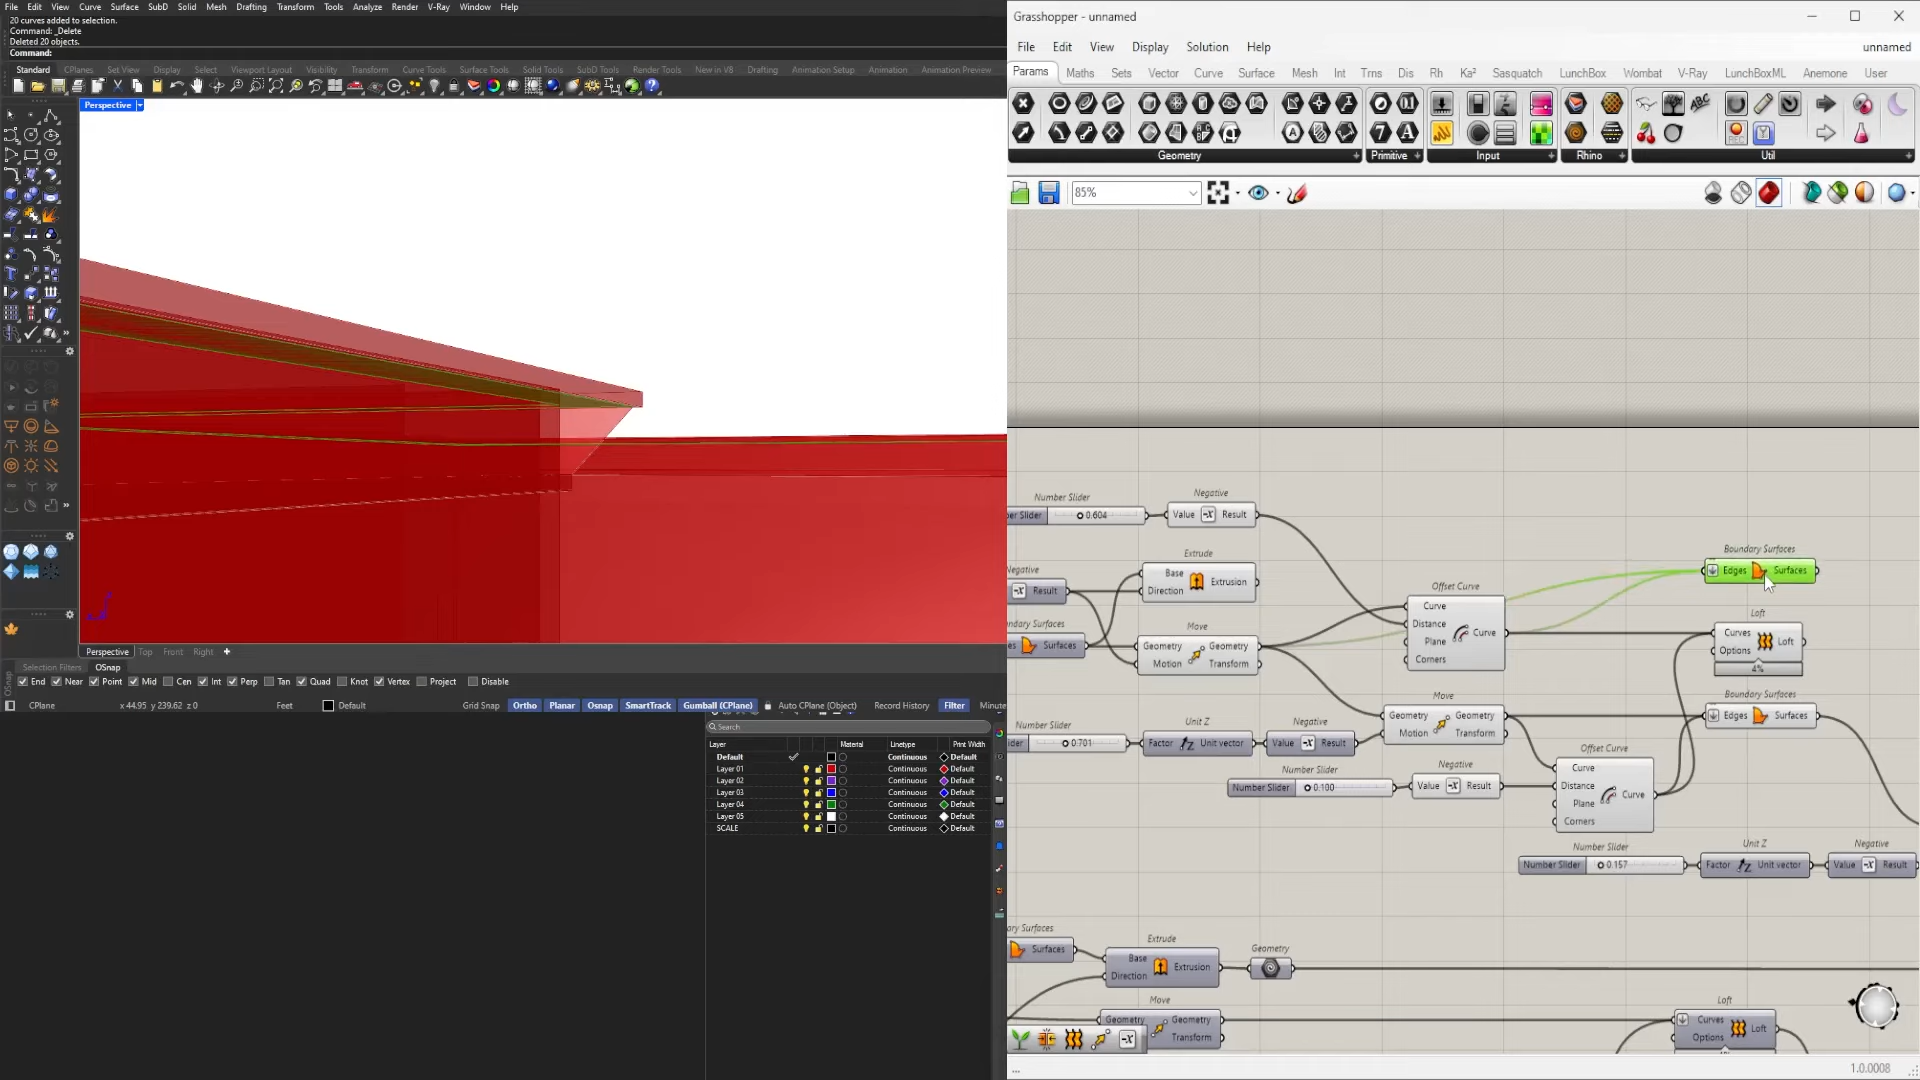 File Edit View Curve Surface SubD Solid Mesh Drafting Transform Tools Analyze Render V-Ray Window Help
20 curves added to selection.
Command: _Delete
Deleted 20 objects.
Command:
Standard CPlanes Set View Display Select Viewport Layout Visibility Transform Curve Tools Surface Tools Solid Tools SubD Tools Mesh Tools Render Tools New in V8 Drafting Animation Setup Animation Animation Preview
Perspective
Perspective Top Front Right
Selection Filters OSnap
End Near Point Mid Cen Int Perp Tan Quad Knot Vertex Project Disable
CPlane x 44.95 y 239.62 z 0 Feet Default Grid Snap Ortho Planar Osnap SmartTrack Gumball (CPlane) Auto CPlane (Object) Record History Filter Minute
Search
Layer Material Linetype Print Width
Default Continuous Default
Layer 01 Continuous Default
Layer 02 Continuous Default
Layer 03 Continuous Default
Layer 04 Continuous Default
Layer 05 Continuous Default
SCALE Continuous Default
Grasshopper - unnamed
File Edit View Display Solution Help unnamed
Params Maths Sets Vector Curve Surface Mesh Int Trns Dis Rh Ka² Sasquatch LunchBox Wombat V-Ray LunchBoxML Anemone User
Geometry Primitive Input Rhino Util
85%
Number Slider Negative
er Slider 0.604 Value -x Result
Boundary Surfaces
Extrude
Edges Surfaces
Negative Base Extrusion
-x Result Direction
Offset Curve
Curve
Loft
ndary Surfaces Move
Distance
Curve
Curves Loft
es Surfaces Geometry Geometry
Plane
Options
Motion Transform
Corners
4%
Move
Boundary Surfaces
Geometry Geometry
Edges Surfaces
Number Slider Unit Z Negative
Motion Transform
ider 0.701 Factor Unit vector Value -x Result
Offset Curve
Number Slider Negative
Curve
Number Slider 0.100 Value -x Result
Distance Curve
Plane
Corners
Number Slider Unit Z Negative
Number Slider 0.157 Factor Unit vector Value -x Result
ary Surfaces Extrude Geometry
Surfaces Base Extrusion
Direction
Move Loft
Geometry Geometry Curves Loft
Transform Options
... 1.0.0008